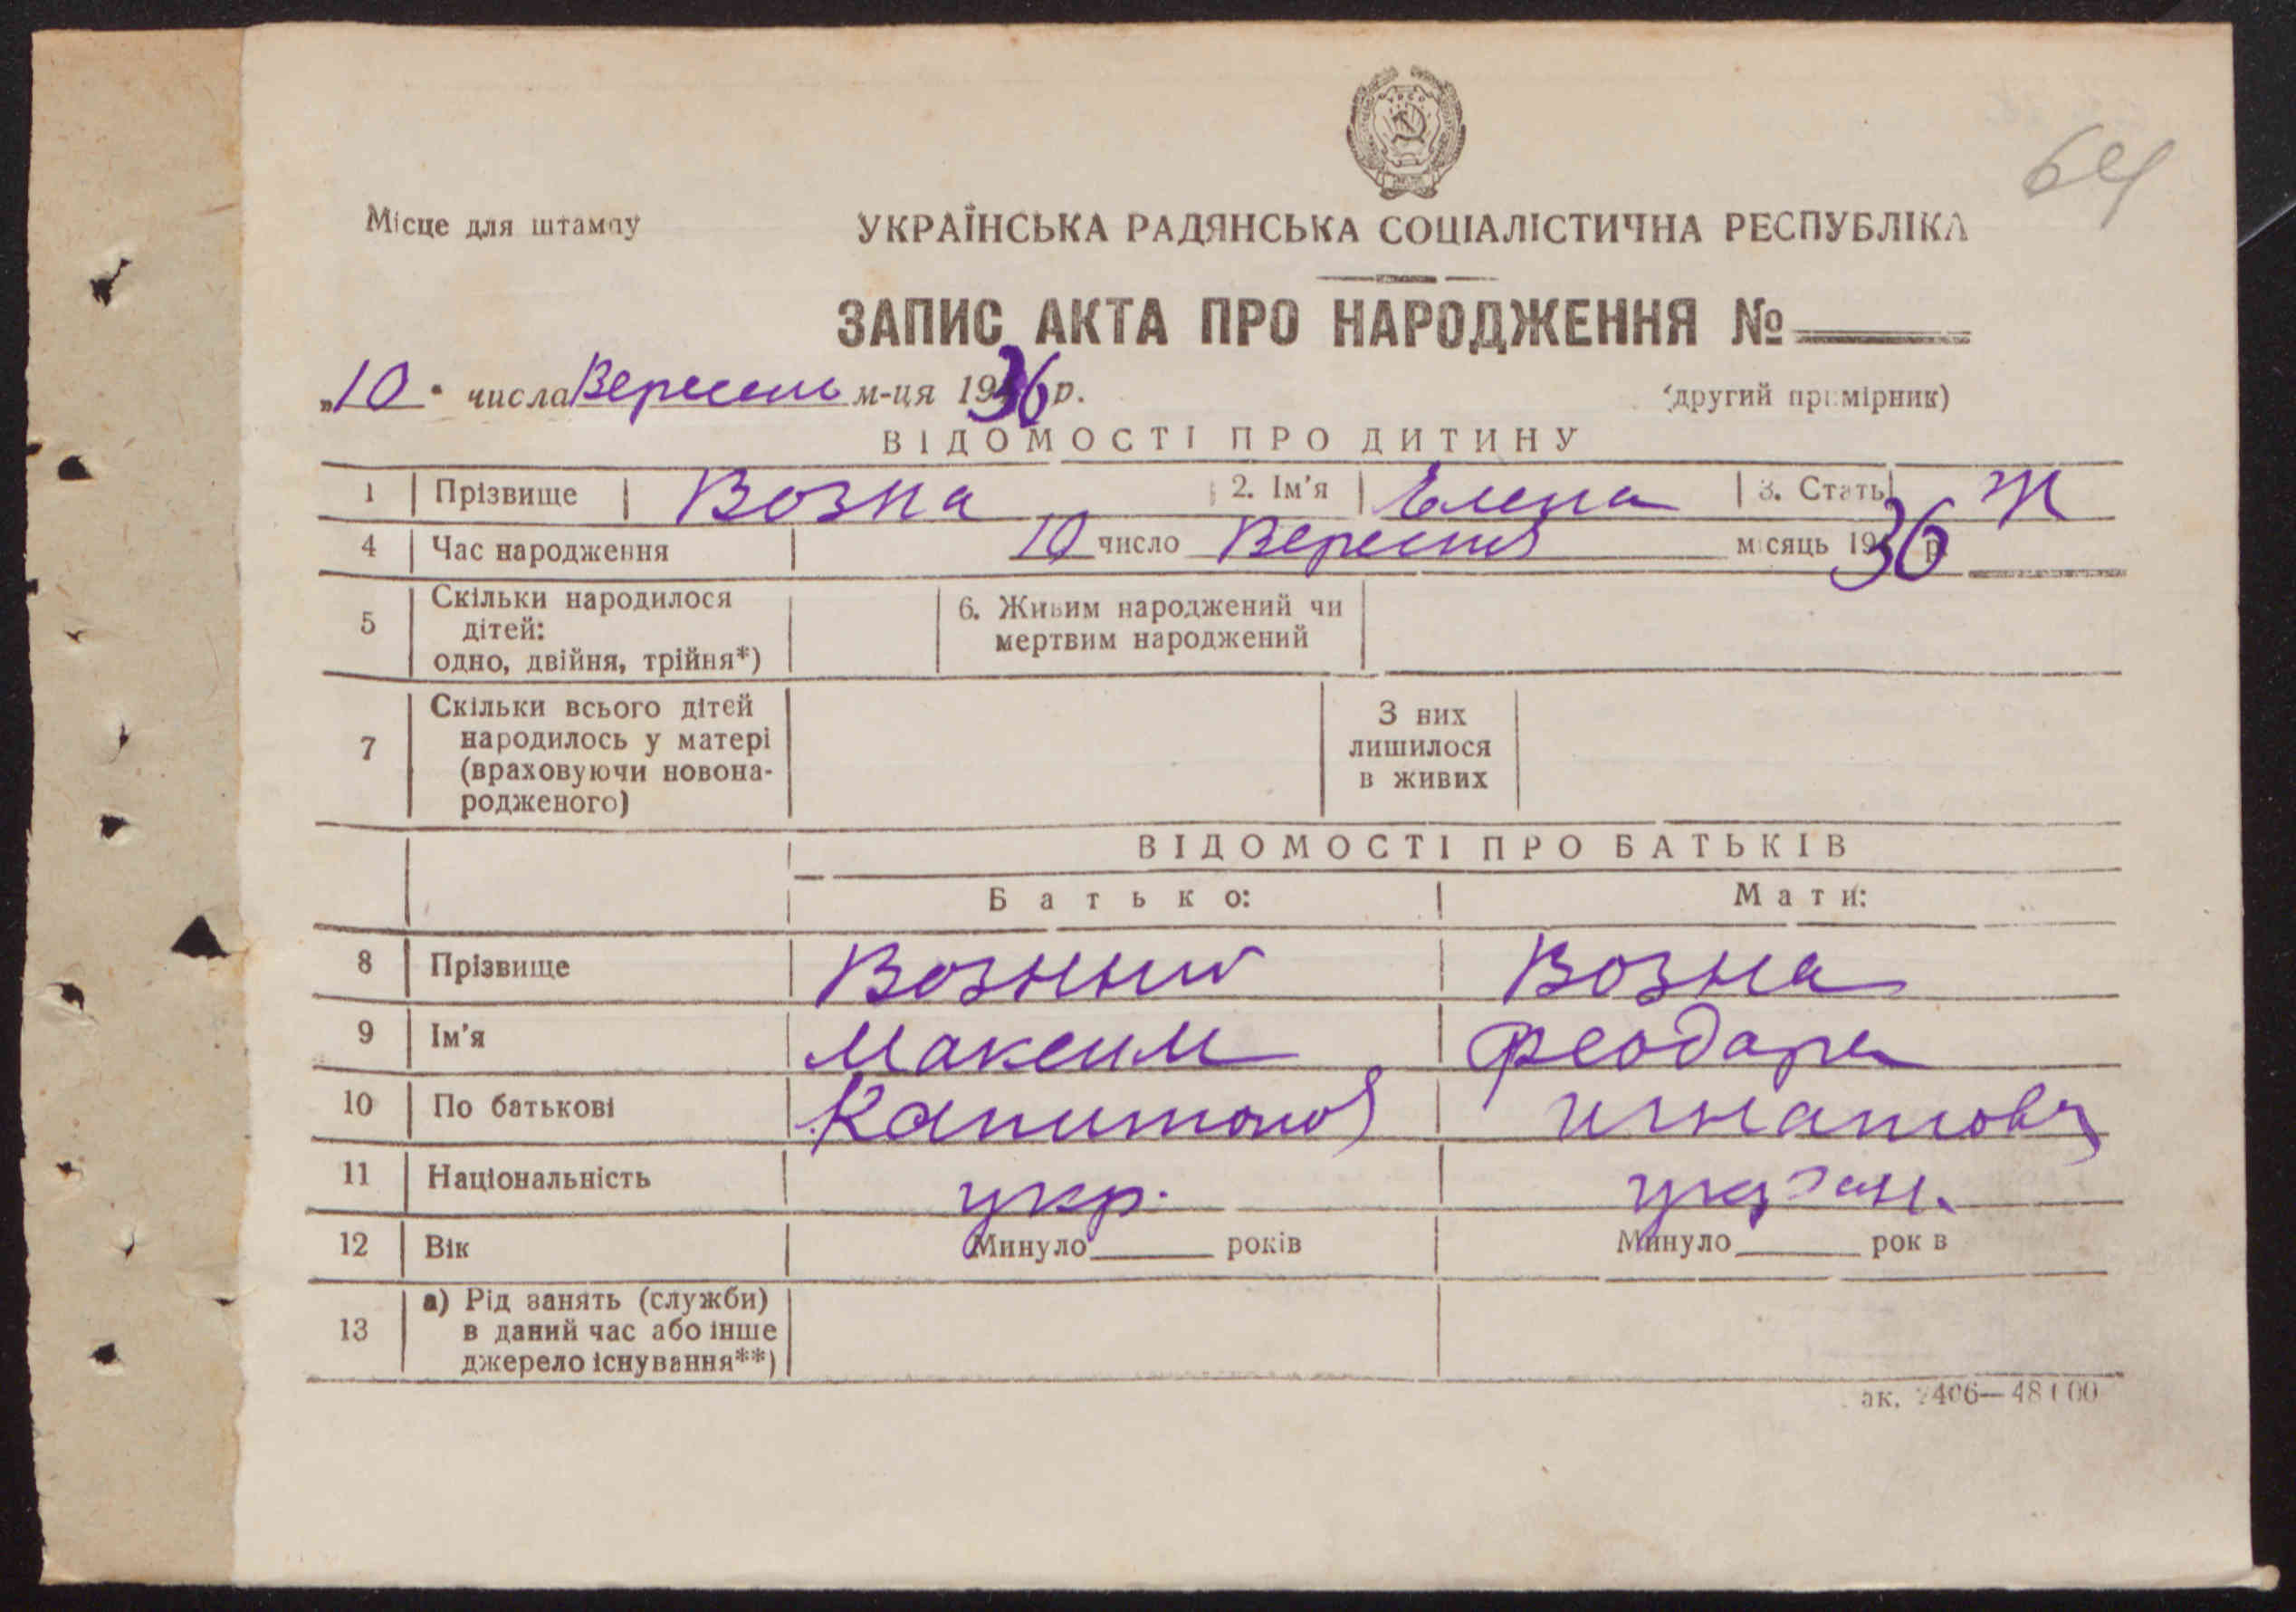 64
Місце для штампу
УКРАЇНСЬКА РАДЯНСЬКА СОЦІАЛІСТИЧНА РЕСПУБЛІКА
ЗАПИС АКТА ПРО НАРОДЖЕННЯ №
„10" числа Вересень м-ця 1936 р.
(другий примірник)
ВІДОМОСТІ ПРО ДИТИНУ
1 Прізвище Возна 2. Ім'я Елена 3. Стать Ж
4 Час народження 10 число Вересня місяць 1936 р.
5 Скільки народилося дітей: одно, двійня, трійня*) 6. Живим народжений чи мертвим народжений
7 Скільки всього дітей народилось у матері (враховуючи новонародженого) З них лишилося в живих
ВІДОМОСТІ ПРО БАТЬКІВ
Батько: Мати:
8 Прізвище Возний Возна
9 Ім'я Максим Феодора
10 По батькові Капитонов Игнатовн
11 Національність укр.
12 Вік Минуло років Минуло рок в
13 а) Рід занять (служби) в даний час або інше джерело існування**)